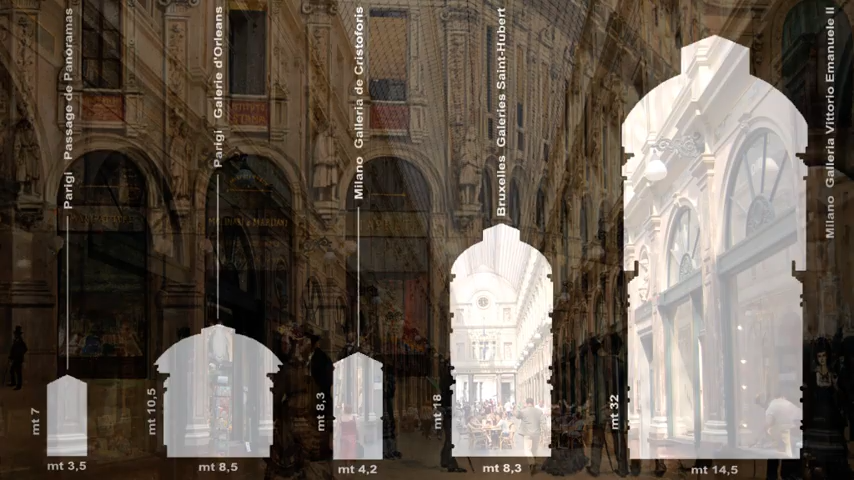 Parigi Passage de Panoramas
mt 7
mt 3,5
Parigi Galerie d'Orleans
mt 10,5
mt 8,5
Milano Galleria de Cristoforis
mt 8,3
mt 4,2
Bruxelles Galeries Saint-Hubert
mt 18
mt 8,3
Milano Galleria Vittorio Emanuele II
mt 32
mt 14,5